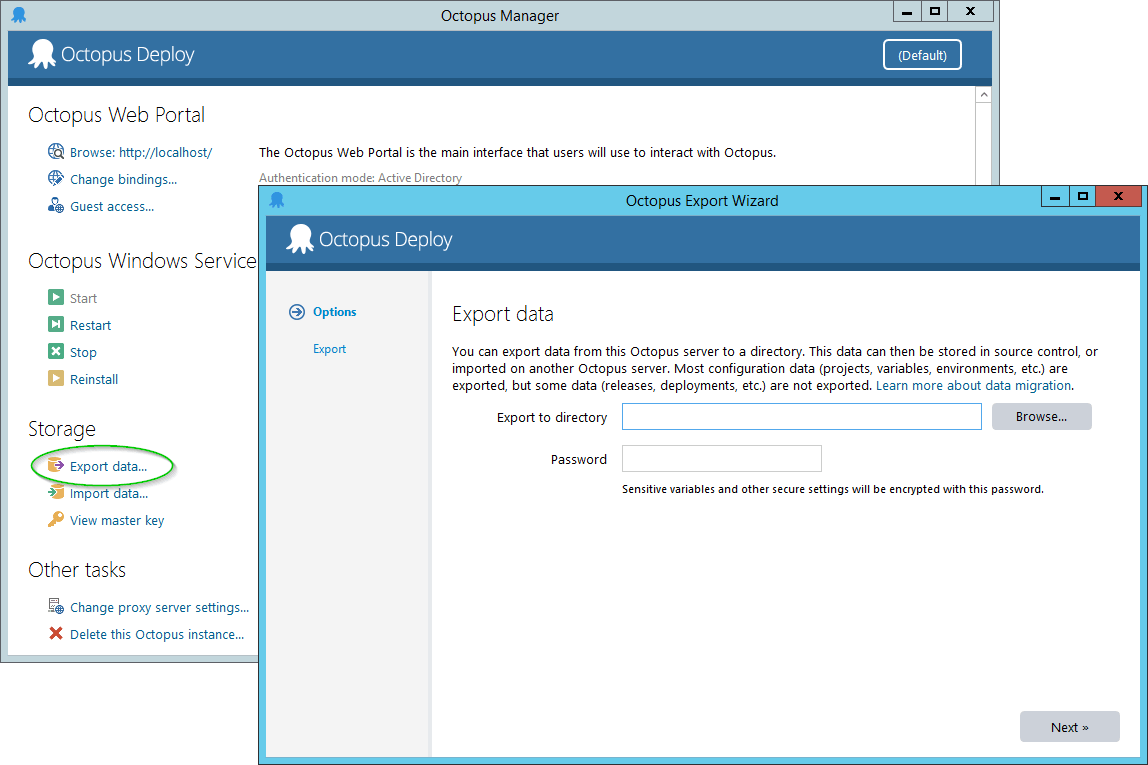 Octopus Manager
Octopus Deploy
(Default)
Octopus Web Portal
Browse: http://localhost/
The Octopus Web Portal is the main interface that users will use to interact with Octopus.
Change bindings...
Authentication mode: Active Directory
Guest access...
Octopus Windows Service
Start
Restart
Stop
Reinstall
Storage
Export data...
Import data...
View master key
Other tasks
Change proxy server settings...
Delete this Octopus instance...
Octopus Export Wizard
Octopus Deploy
Options
Export
Export data
You can export data from this Octopus server to a directory. This data can then be stored in source control, or
imported on another Octopus server. Most configuration data (projects, variables, environments, etc.) are
exported, but some data (releases, deployments, etc.) are not exported. Learn more about data migration.
Export to directory
Browse...
Password
Sensitive variables and other secure settings will be encrypted with this password.
Next »